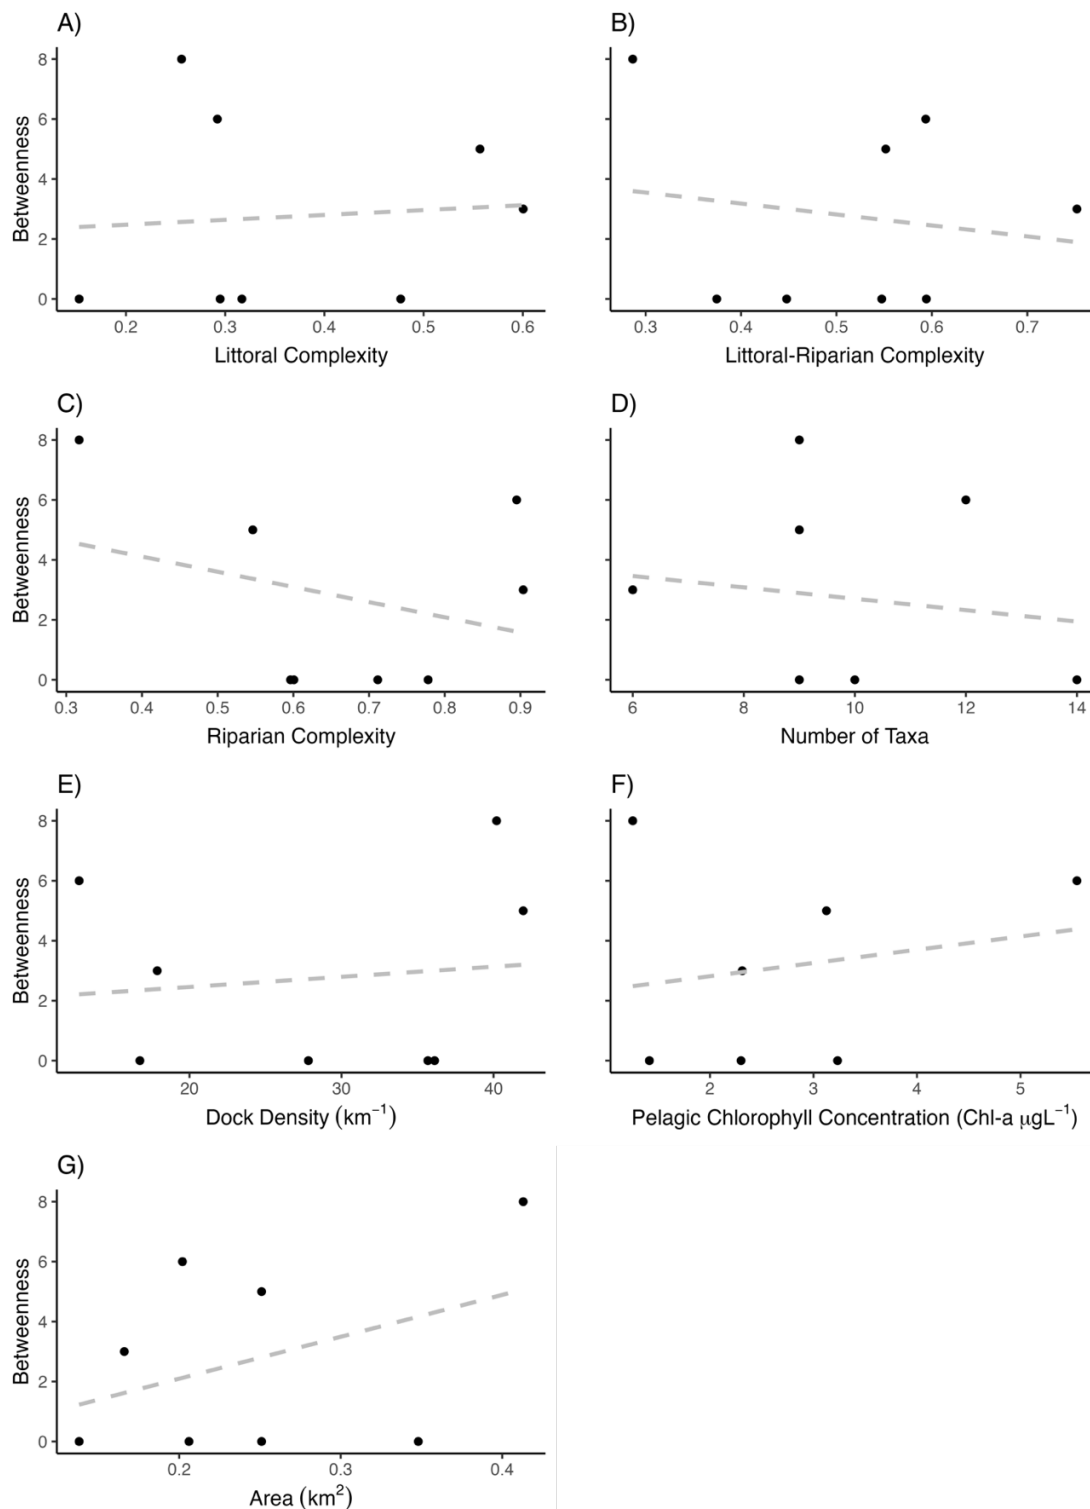 A)
B)
Betweenness
8
6
4
2
0
0.2 0.3 0.4 0.5 0.6
0.3 0.4 0.5 0.6 0.7
Littoral Complexity
Littoral-Riparian Complexity
C)
D)
Betweenness
8
6
4
2
0
0.3 0.4 0.5 0.6 0.7 0.8 0.9
6 8 10 12 14
Riparian Complexity
Number of Taxa
E)
F)
Betweenness
8
6
4
2
0
20 30 40
2 3 4 5
Dock Density (km⁻¹)
Pelagic Chlorophyll Concentration (Chl-a μgL⁻¹)
G)
Betweenness
8
6
4
2
0
0.2 0.3 0.4
Area (km²)